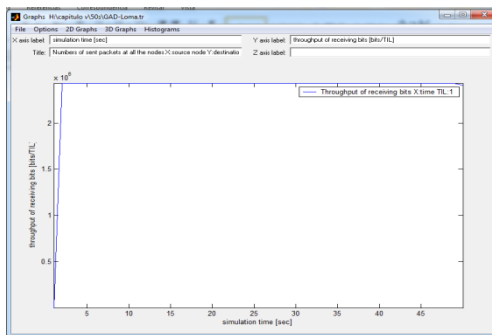 Graphs H:\capitulo v\50s\GAD-Loma.tr
File Options 2D Graphs 3D Graphs Histograms
X axis label: simulation time [sec] Y axis label: throughput of receiving bits [bits/TIL]
Title: Numbers of sent packets at all the nodes X:source node Y:destinatio Z axis label:
x 10
Throughput of receiving bits X:time TIL:1
throughput of receiving bits [bits/TIL]
2
1.5
1
0.5
5 10 15 20 25 30 35 40 45
simulation time [sec]